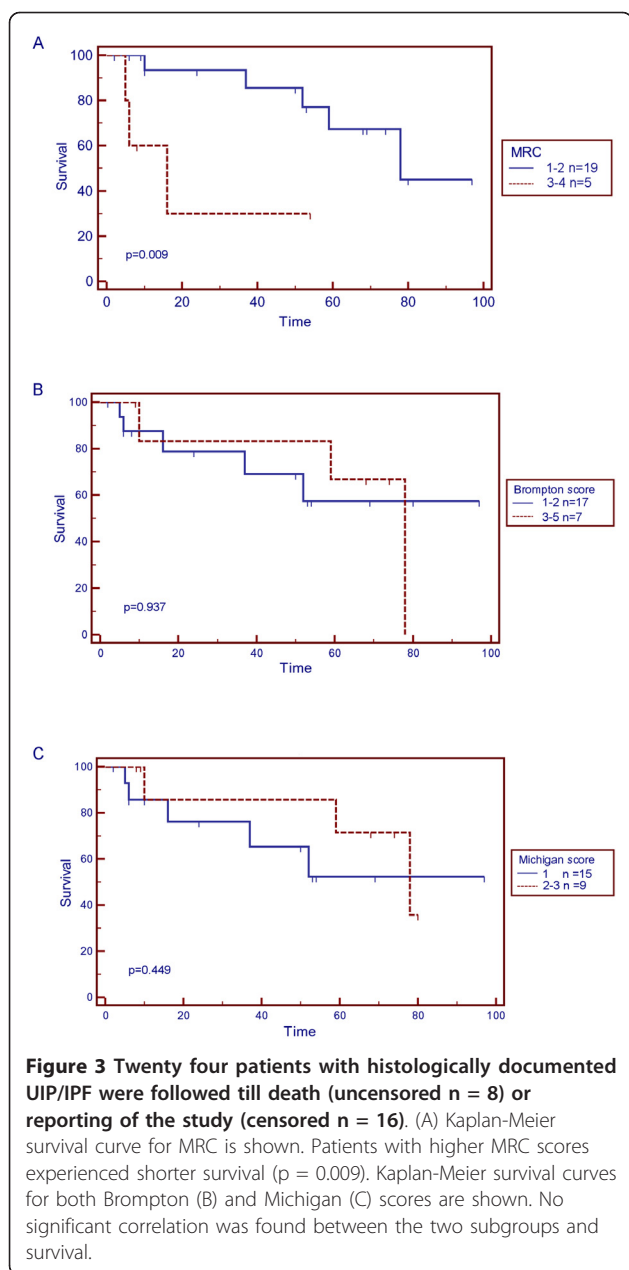 A
100
80
60
40
20
0
Survival
p=0.009
0 20 40 60 80 100
Time
MRC
1-2 n=19
3-4 n=5
B
100
80
60
40
20
0
Survival
p=0.937
0 20 40 60 80 100
Time
Brompton score
1-2 n=17
3-5 n=7
C
100
80
60
40
20
0
Survival
p=0.449
0 20 40 60 80 100
Time
Michigan score
1 n=15
2-3 n=9
Figure 3 Twenty four patients with histologically documented
UIP/IPF were followed till death (uncensored n = 8) or
reporting of the study (censored n = 16). (A) Kaplan-Meier
survival curve for MRC is shown. Patients with higher MRC scores
experienced shorter survival (p = 0.009). Kaplan-Meier survival curves
for both Brompton (B) and Michigan (C) scores are shown. No
significant correlation was found between the two subgroups and
survival.